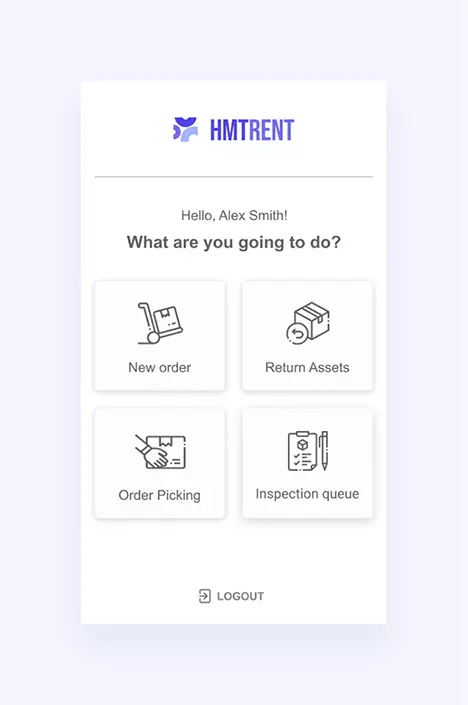 HMTRENT
Hello, Alex Smith!
What are you going to do?
New order
Return Assets
Order Picking
Inspection queue
LOGOUT